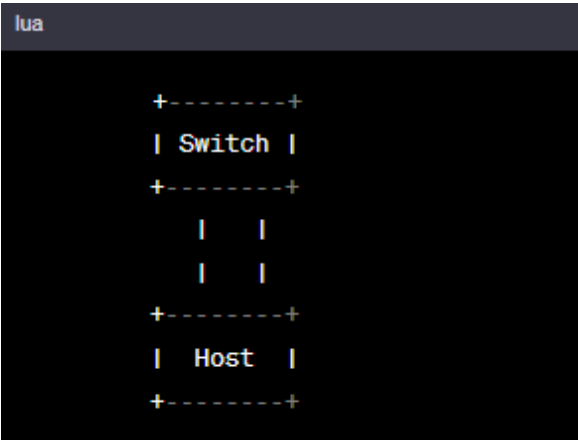 lua
+--------+
| Switch |
+--------+
|   |
|   |
+--------+
|  Host  |
+--------+